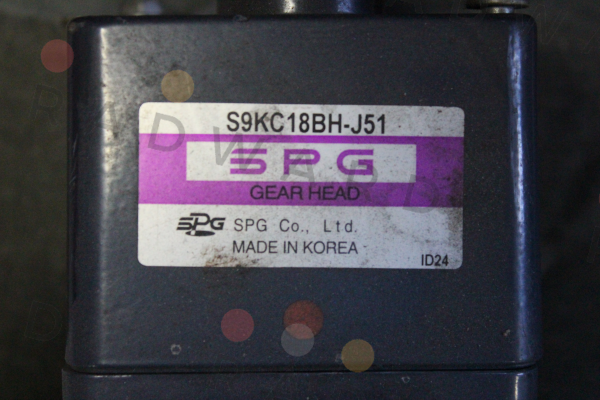 S9KC18BH-J51
SPG
GEAR HEAD
SPG SPG Co., Ltd.
MADE IN KOREA
ID24